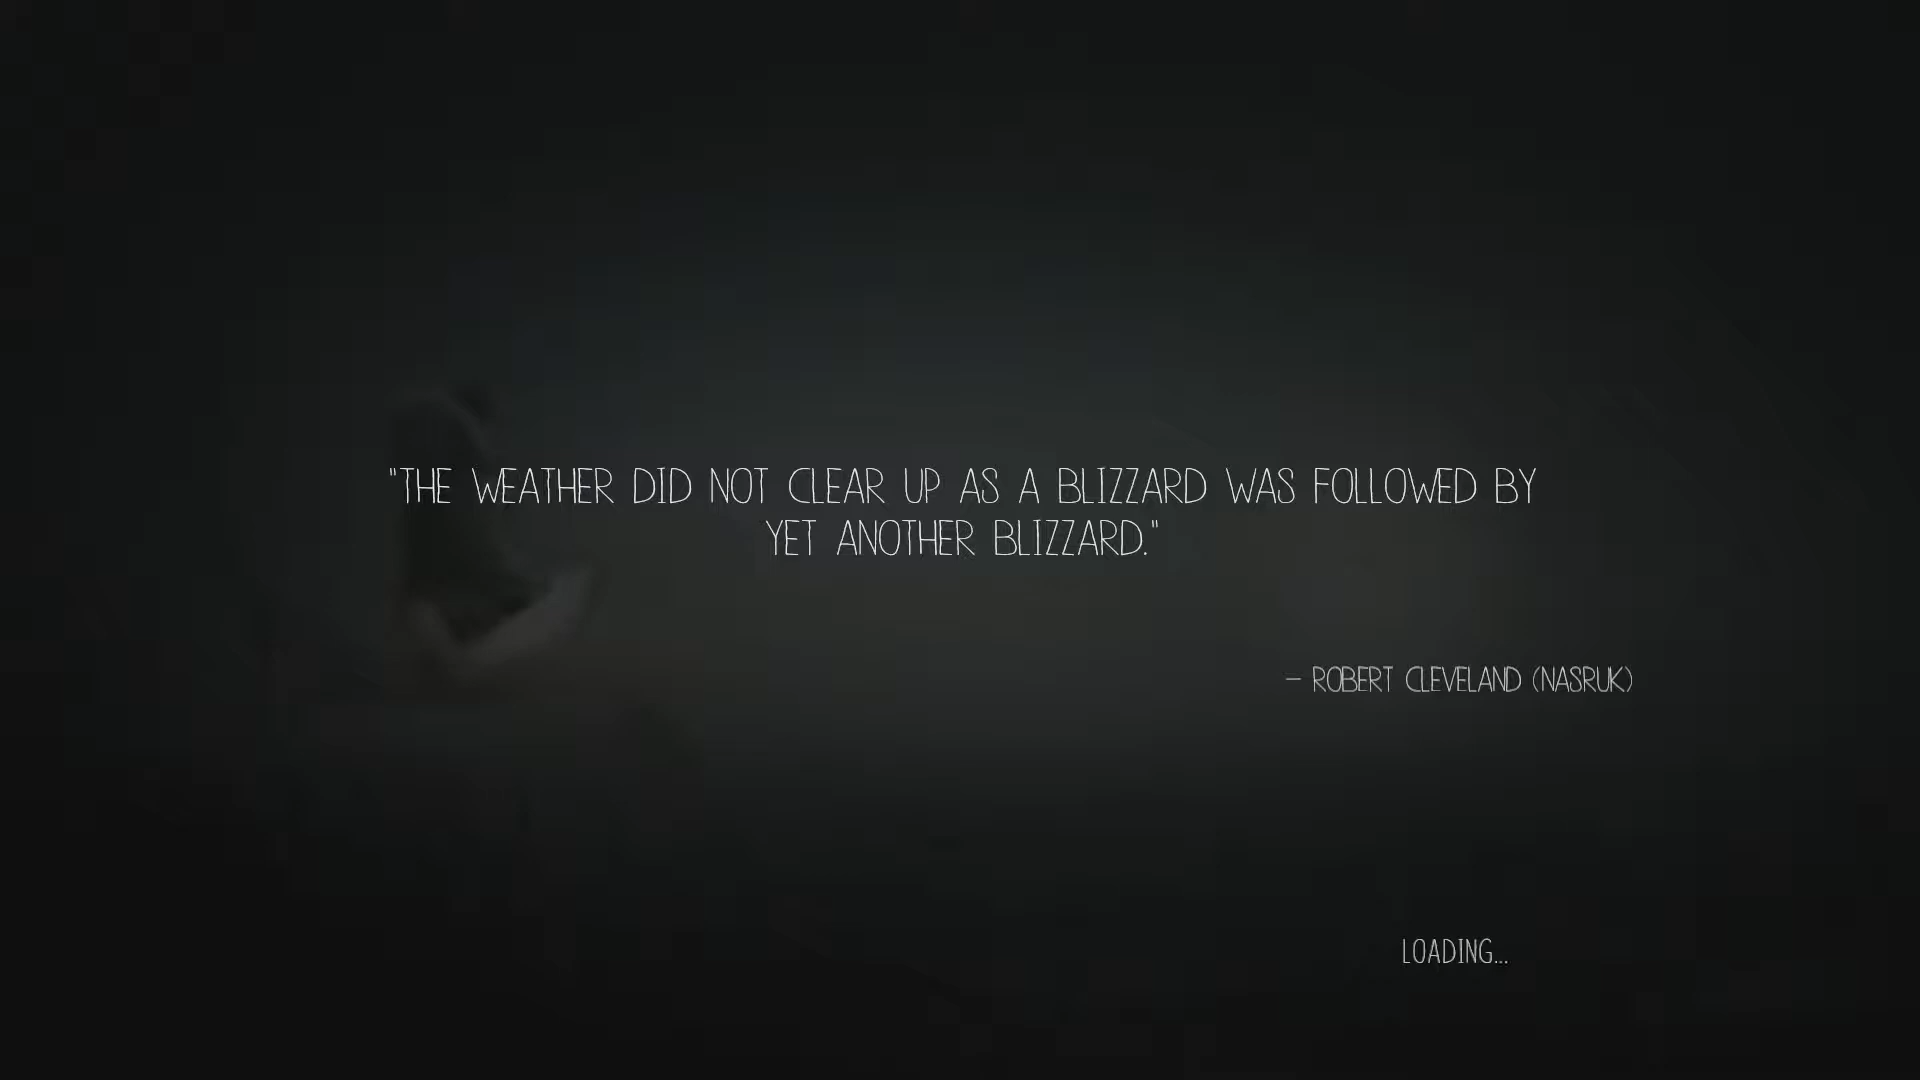 "THE WEATHER DID NOT CLEAR UP AS A BLIZZARD WAS FOLLOWED BY
YET ANOTHER BLIZZARD."
- ROBERT CLEVELAND (NASRUK)
LOADING...